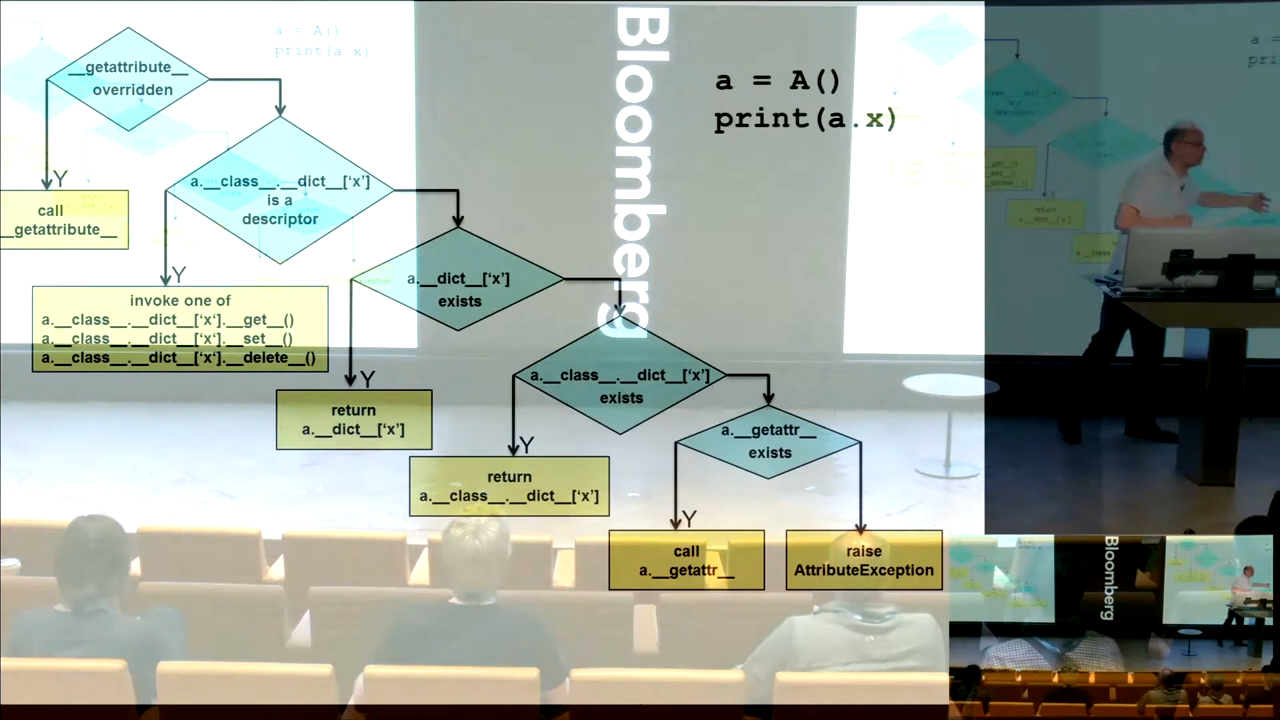 a = A()
print(a.x)
Bloomberg
a = A()
print(a.x)
__getattribute__
overridden
Y
call
__getattribute__
a.__class__.__dict__[‘x’]
is a
descriptor
Y
invoke one of
a.__class__.__dict__[‘x‘].__get__()
a.__class__.__dict__[‘x‘].__set__()
a.__class__.__dict__[‘x‘].__delete__()
a.__dict__[‘x’]
exists
Y
return
a.__dict__[‘x’]
a.__class__.__dict__[‘x’]
exists
Y
return
a.__class__.__dict__[‘x’]
a.__getattr__
exists
Y
call
a.__getattr__
raise
AttributeException
return
Bloomberg